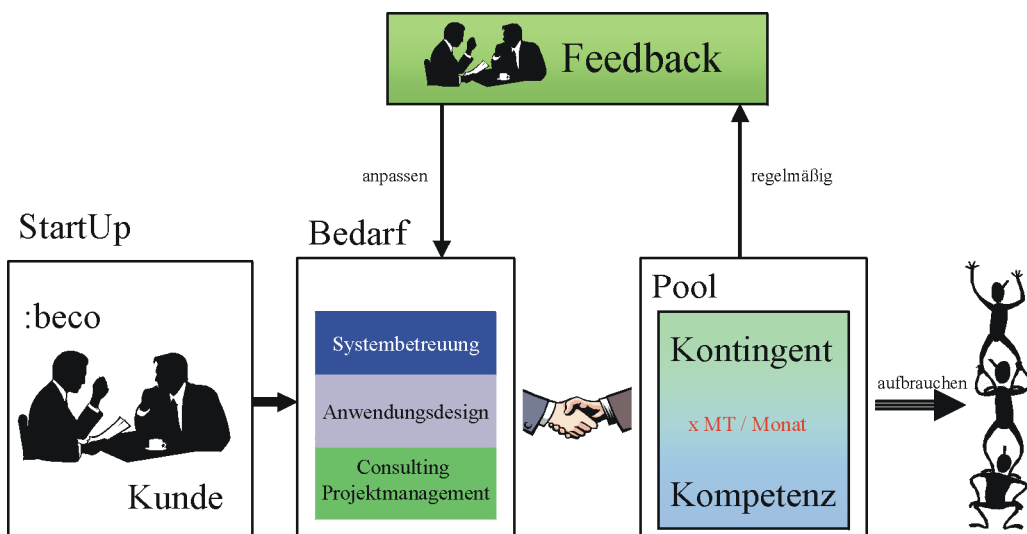 Feedback
anpassen
regelmäßig
StartUp
:beco
Kunde
Bedarf
Systembetreuung
Anwendungsdesign
Consulting
Projektmanagement
Pool
Kontingent
x MT / Monat
Kompetenz
aufbrauchen